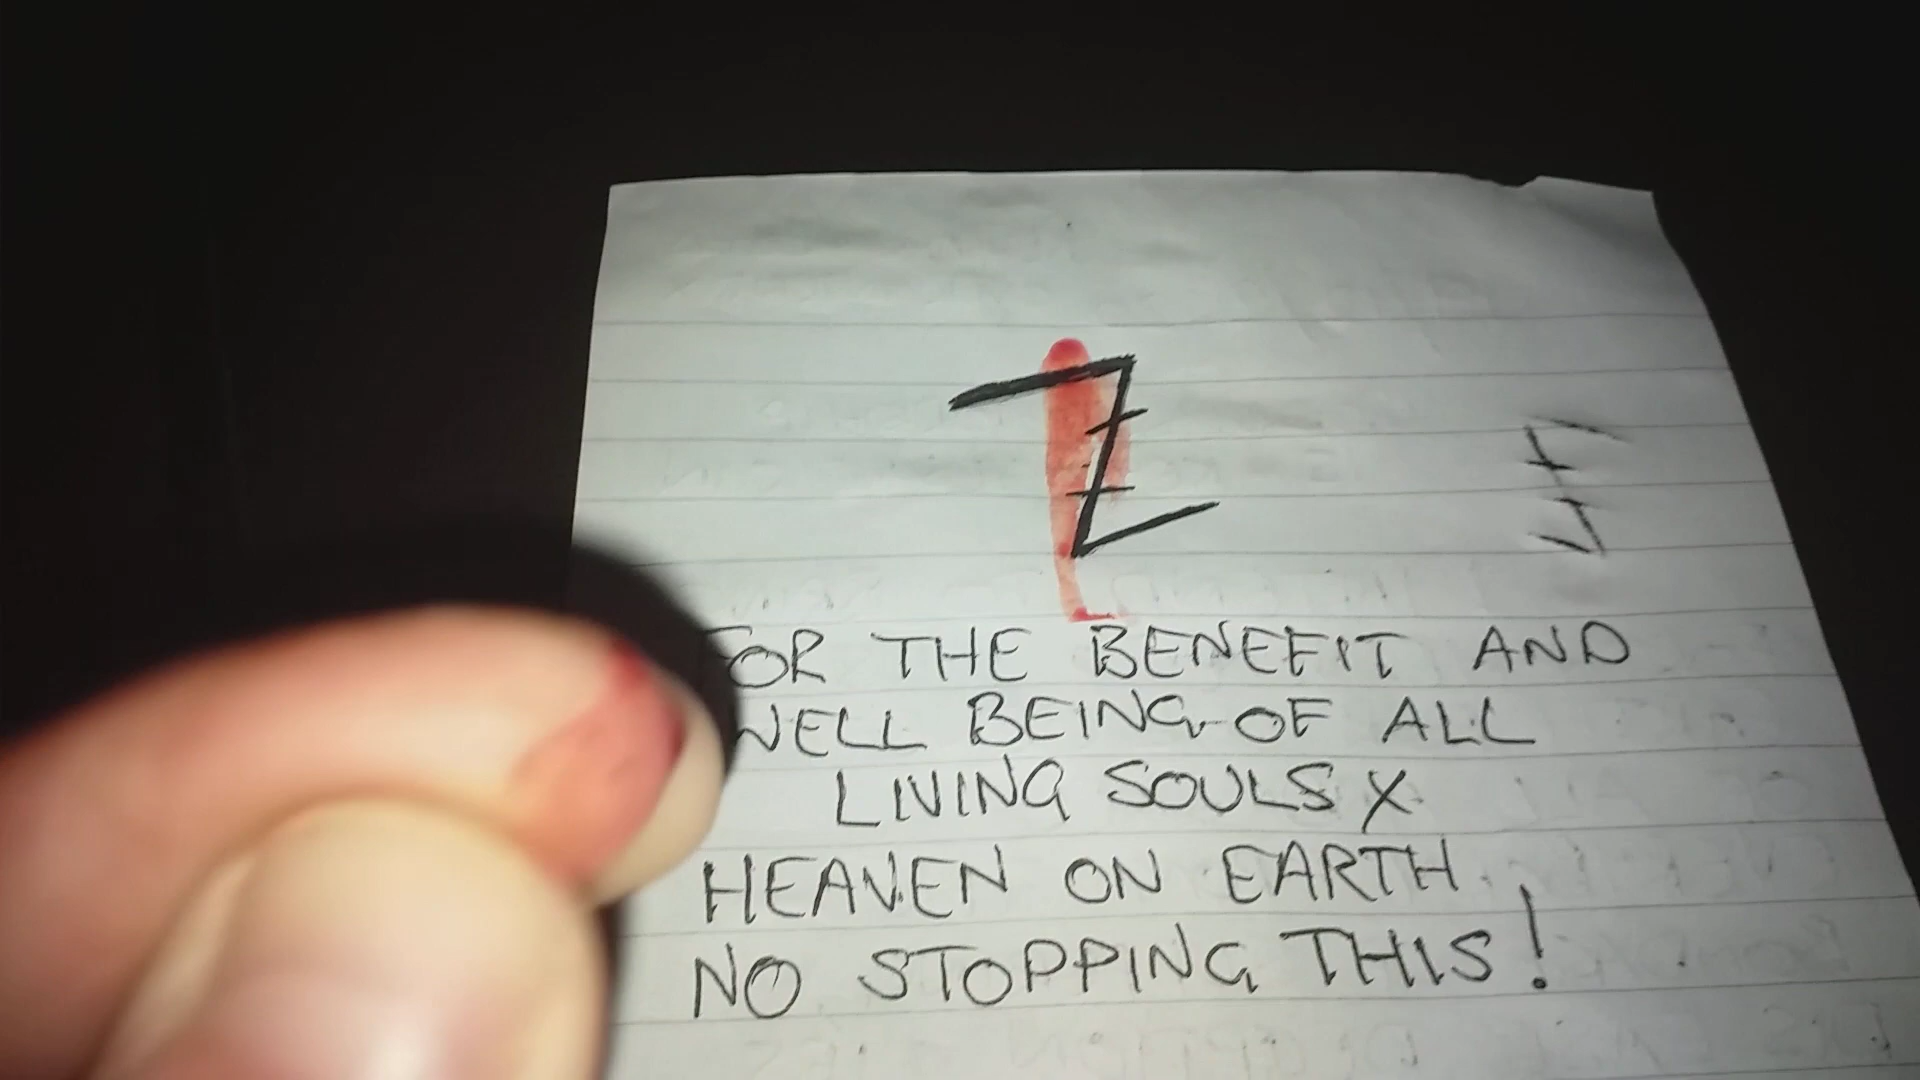 FOR THE BENEFIT AND
WELL BEING OF ALL
LIVING SOULS X
HEAVEN ON EARTH
NO STOPPING THIS!